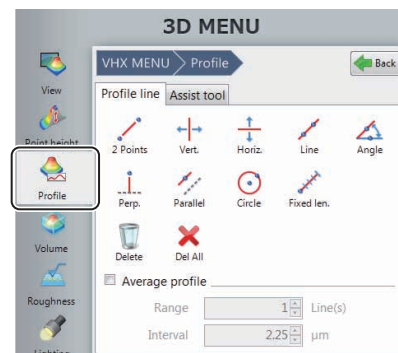 3D MENU
View
Point height
Profile
Volume
Roughness
Lighting
VHX MENU > Profile
Back
Profile line
Assist tool
2 Points
Vert.
Horiz.
Line
Angle
Perp.
Parallel
Circle
Fixed len.
Delete
Del All
Average profile
Range 1 Line(s)
Interval 2.25 µm